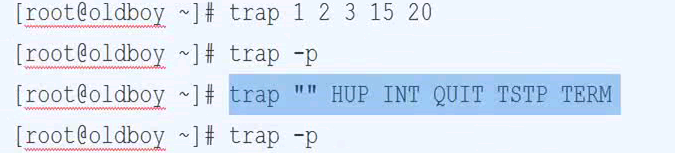 [root@oldboy ~]# trap 1 2 3 15 20
[root@oldboy ~]# trap -p
[root@oldboy ~]# trap "" HUP INT QUIT TSTP TERM
[root@oldboy ~]# trap -p